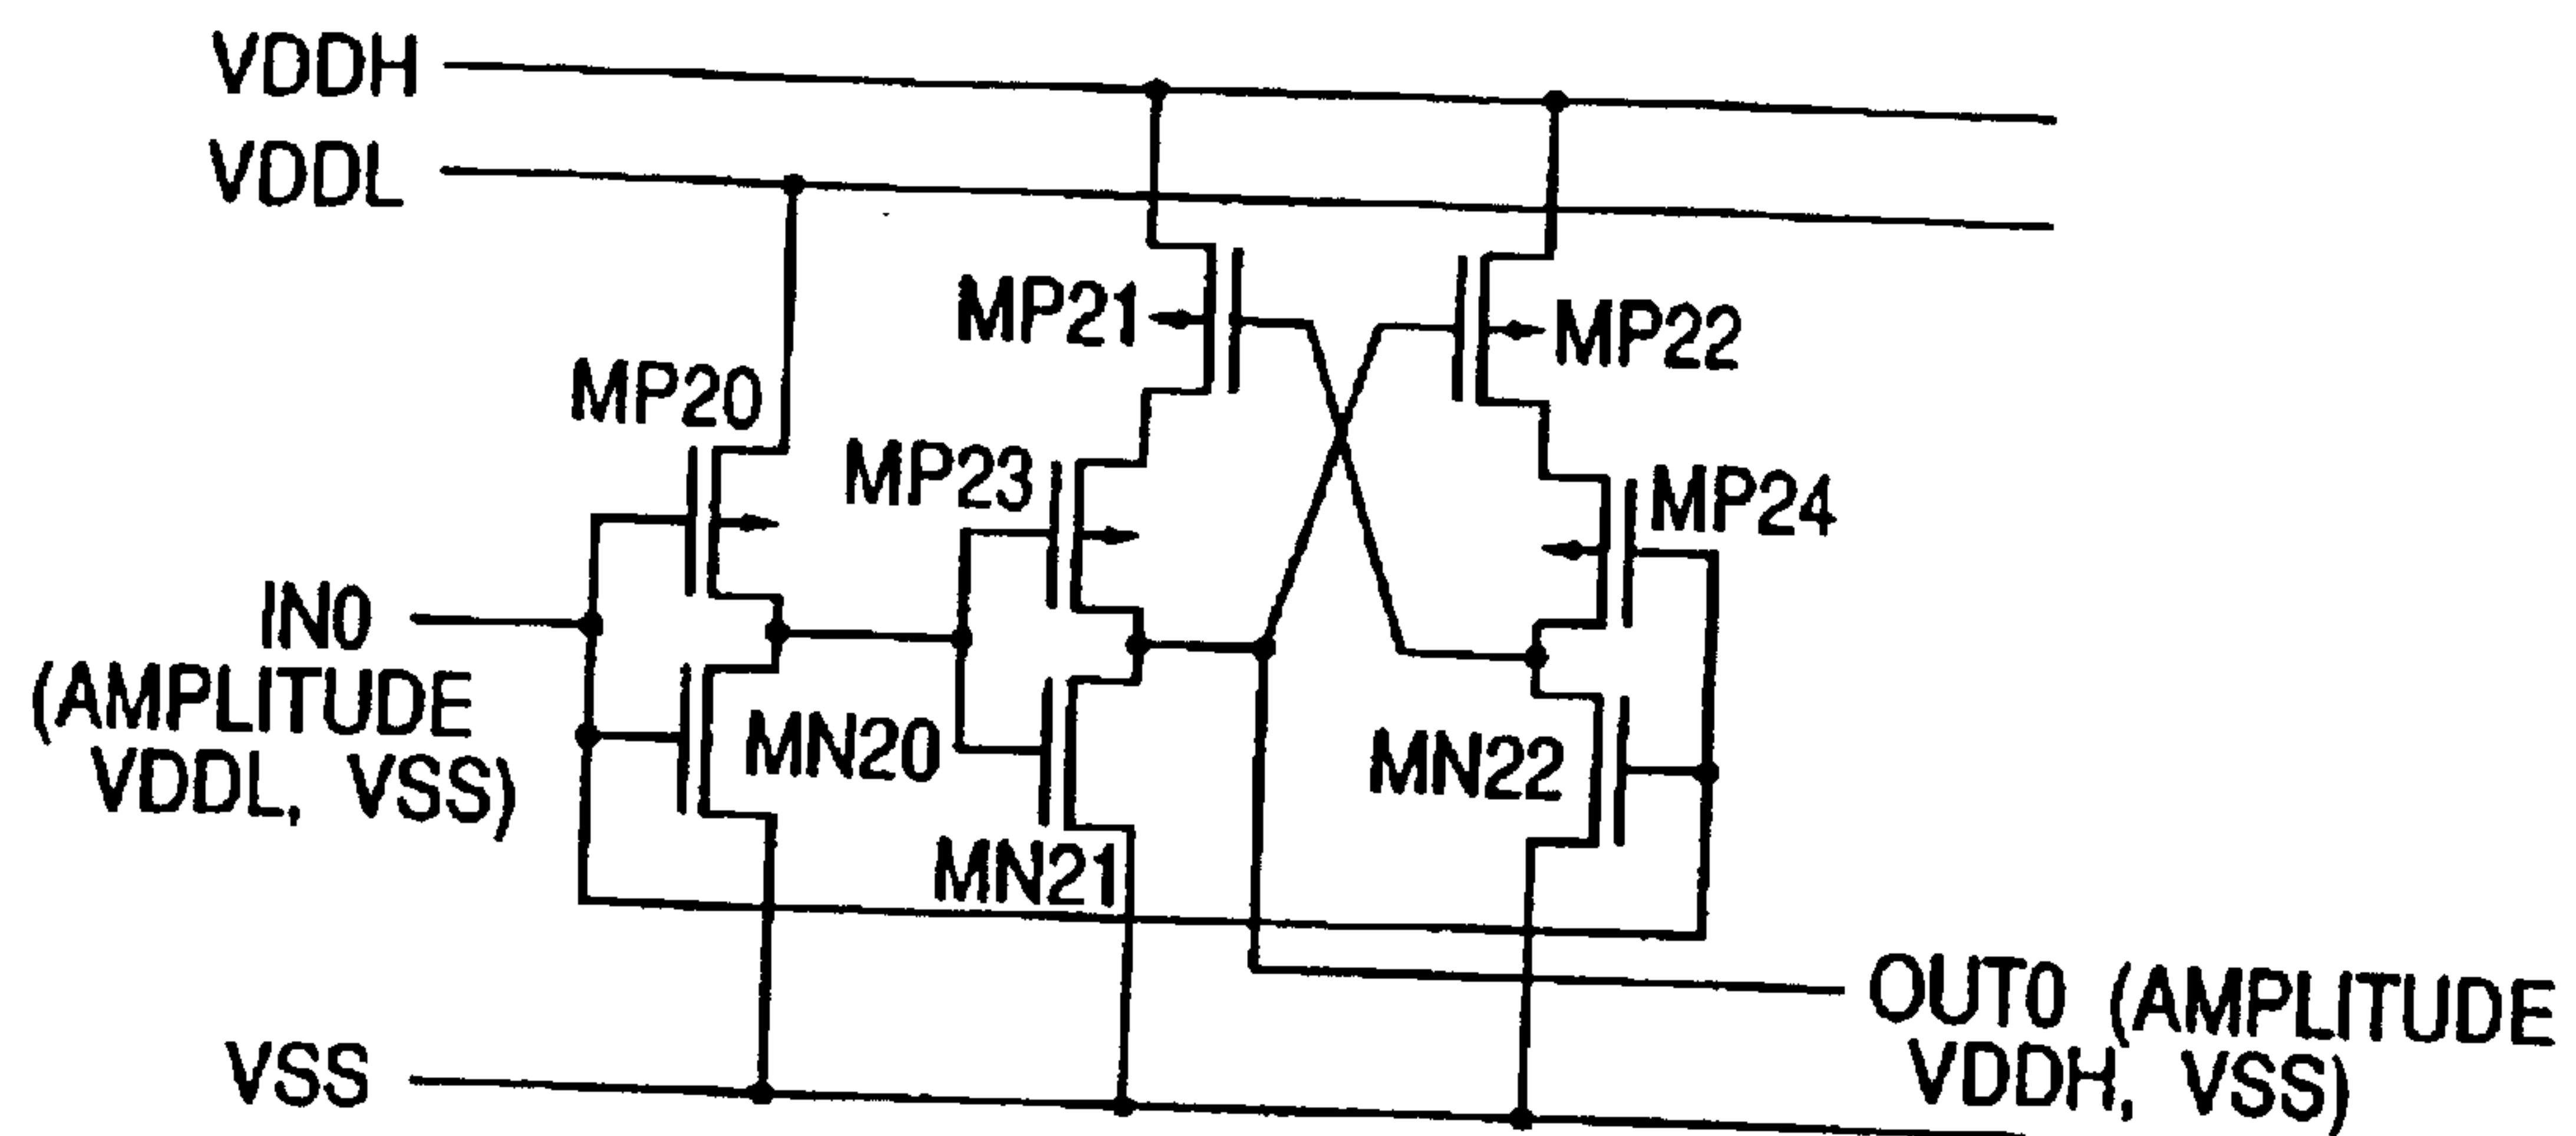 VDDH
VDDL
MP21
MP22
MP20
MP23
MP24
IN0
(AMPLITUDE
VDDL, VSS)
MN20
MN22
MN21
OUT0 (AMPLITUDE
VDDH, VSS)
VSS